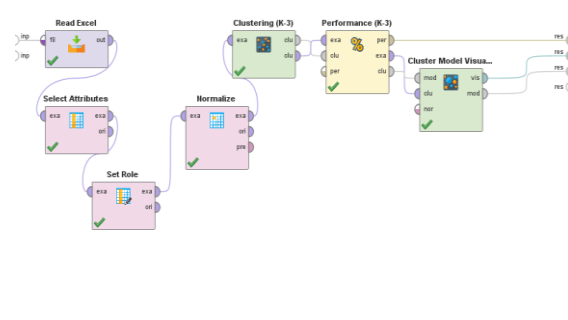 Read Excel
inp
fil
out
inp
Select Attributes
exa
exa
ori
Set Role
exa
exa
ori
Normalize
exa
exa
ori
pre
Clustering (K-3)
exa
clu
clu
Performance (K-3)
exa
per
clu
exa
per
clu
Cluster Model Visua...
mod
vis
clu
mod
ner
res
res
res
res